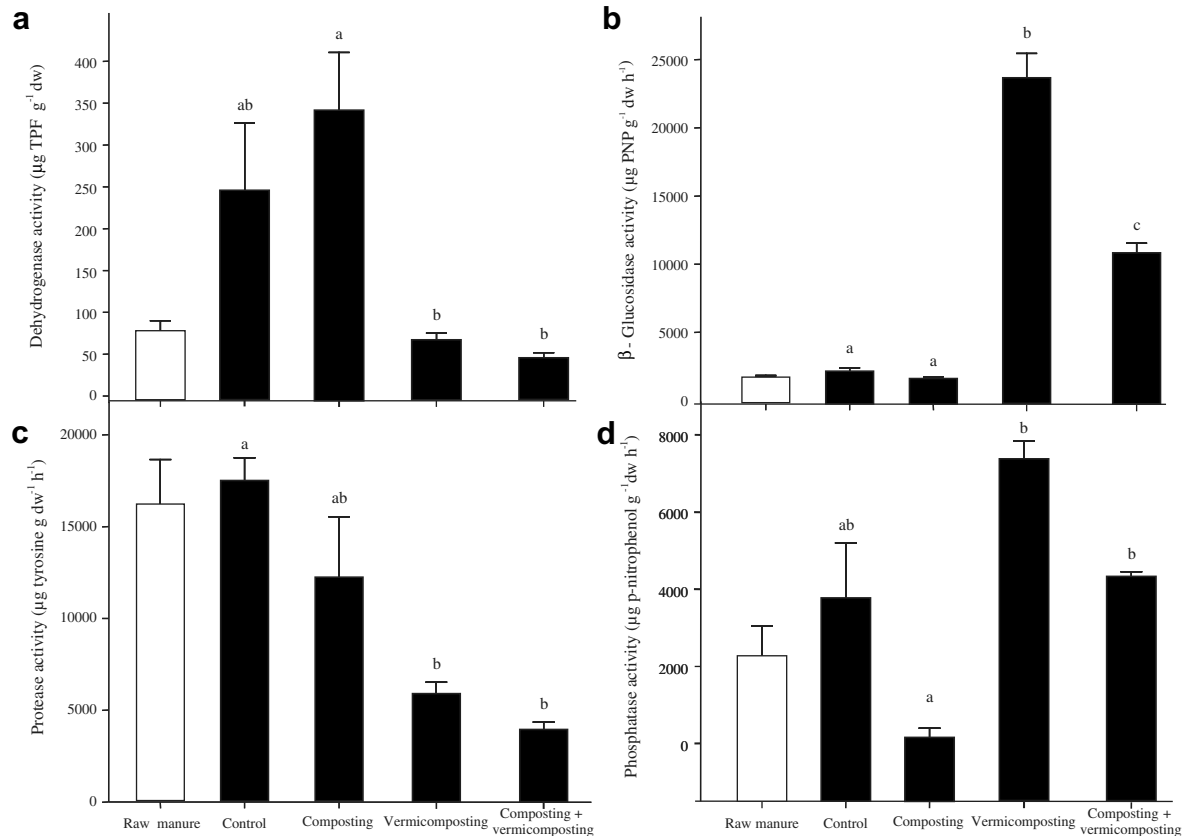 a
Dehydrogenase activity (µg TPF g⁻¹ dw)
400
350
300
250
200
150
100
50
0
ab
a
b
b
b
β - Glucosidase activity (µg PNP g⁻¹ dw h⁻¹)
25000
20000
15000
10000
5000
0
a
a
b
c
c
Protease activity (µg tyrosine g dw⁻¹ h⁻¹)
20000
15000
10000
5000
0
a
ab
b
b
Raw manure
Control
Composting
Vermicomposting
Composting +
vermicomposting
d
Phosphatase activity (µg p-nitrophenol g⁻¹ dw h⁻¹)
8000
6000
4000
2000
0
ab
a
b
b
Raw manure
Control
Composting
Vermicomposting
Composting +
vermicomposting